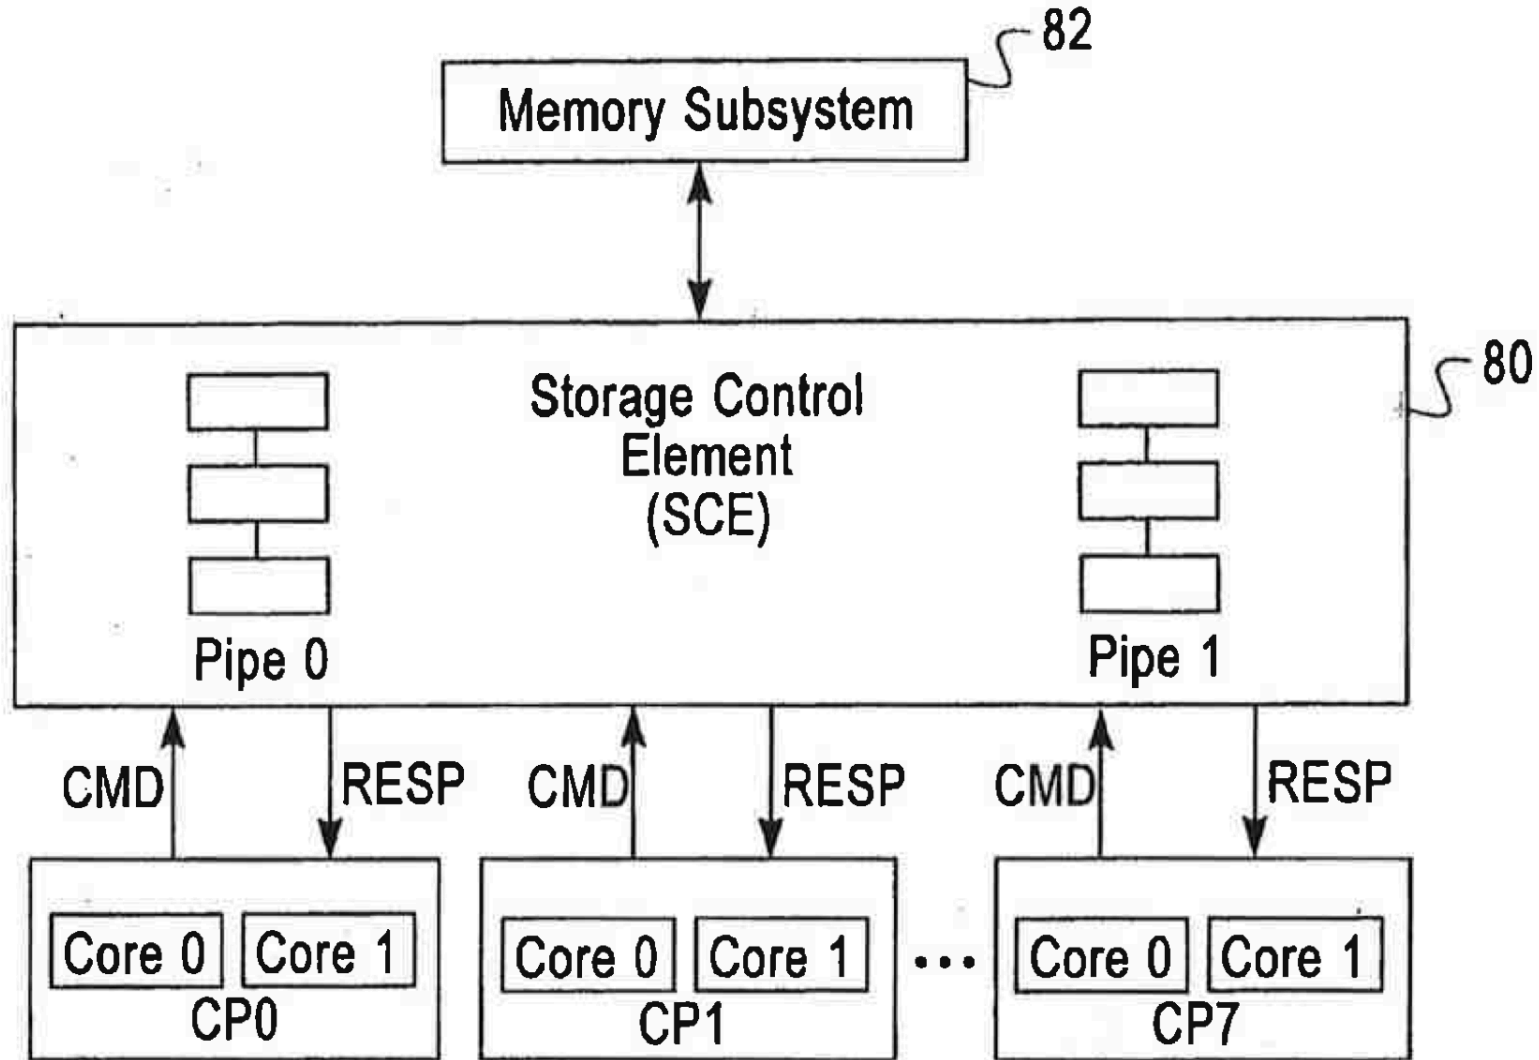 82
Memory Subsystem
80
Storage Control
Element
(SCE)
Pipe 0
Pipe 1
CMD
RESP
CMD
RESP
CMD
RESP
Core 0
Core 1
CP0
Core 0
Core 1
CP1
...
Core 0
Core 1
CP7